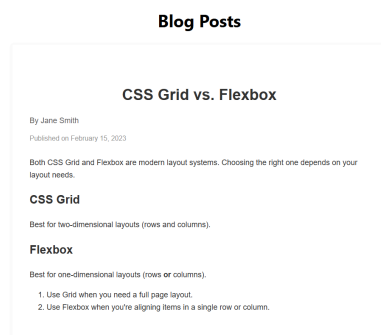 Blog Posts
CSS Grid vs. Flexbox
By Jane Smith
Published on February 15, 2023
Both CSS Grid and Flexbox are modern layout systems. Choosing the right one depends on your
layout needs.
CSS Grid
Best for two-dimensional layouts (rows and columns).
Flexbox
Best for one-dimensional layouts (rows or columns).
1. Use Grid when you need a full page layout.
2. Use Flexbox when you're aligning items in a single row or column.